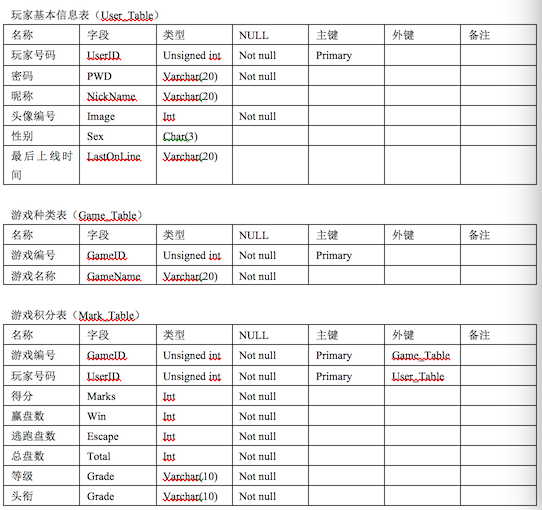 玩家基本信息表（User_Table）
名称 字段 类型 NULL 主键 外键 备注
玩家号码 UserID Unsigned int Not null Primary
密码 PWD Varchar(20) Not null
昵称 NickName Varchar(20)
头像编号 Image Int Not null
性别 Sex Char(3)
最后上线时 LastOnLine Varchar(20)
间
游戏种类表（Game_Table）
名称 字段 类型 NULL 主键 外键 备注
游戏编号 GameID Unsigned int Not null Primary
游戏名称 GameName Varchar(20) Not null
游戏积分表（Mark_Table）
名称 字段 类型 NULL 主键 外键 备注
游戏编号 GameID Unsigned int Not null Primary Game_Table
玩家号码 UserID Unsigned int Not null Primary User_Table
得分 Marks Int Not null
赢盘数 Win Int Not null
逃跑盘数 Escape Int Not null
总盘数 Total Int Not null
等级 Grade Varchar(10) Not null
头衔 Grade Varchar(10) Not null